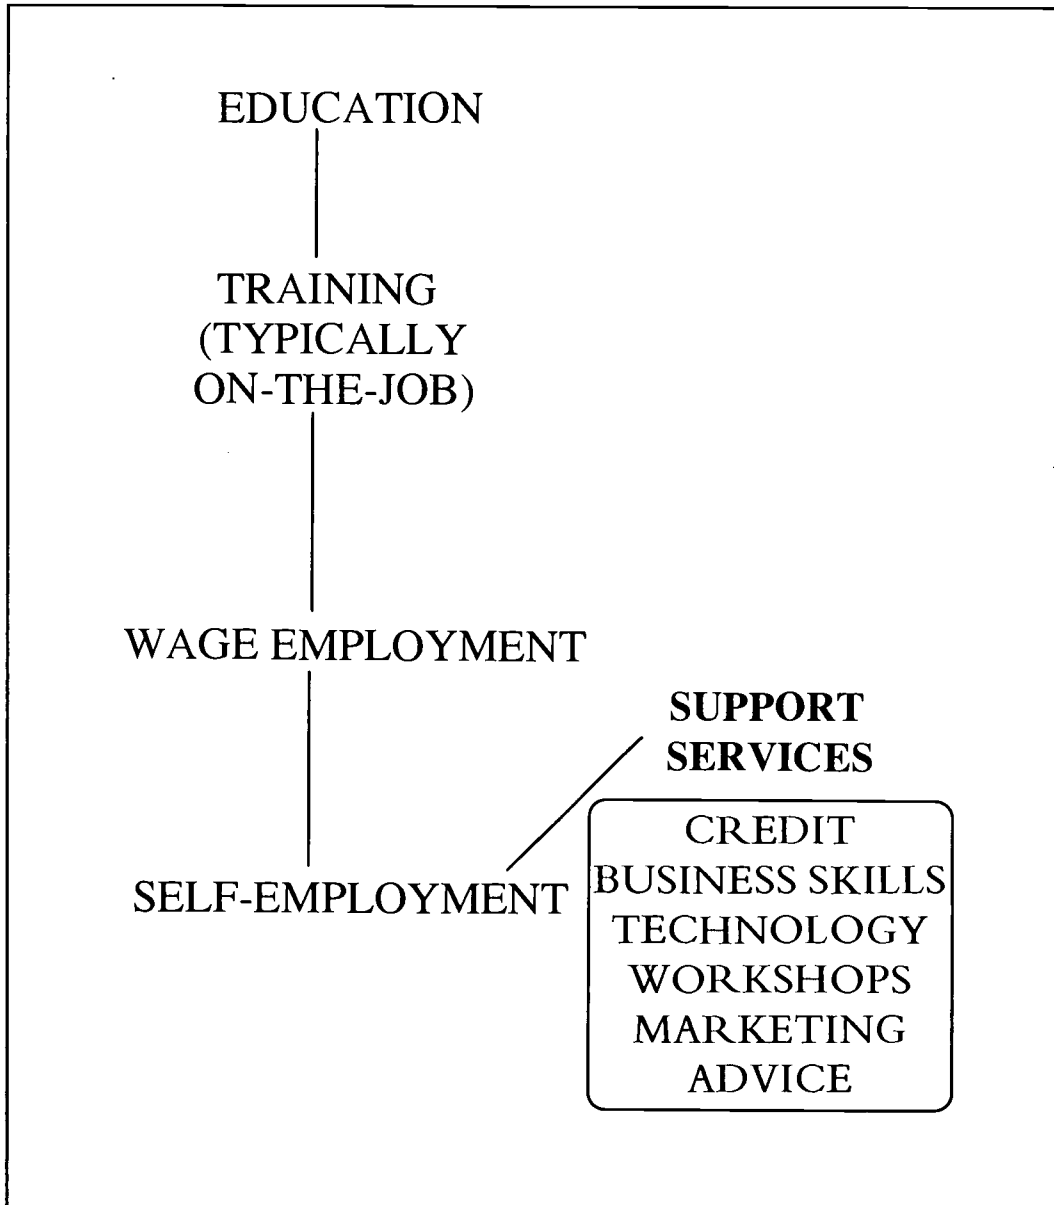 EDUCATION
TRAINING
(TYPICALLY
ON-THE-JOB)
WAGE EMPLOYMENT
SUPPORT
SERVICES
SELF-EMPLOYMENT
CREDIT
BUSINESS SKILLS
TECHNOLOGY
WORKSHOPS
MARKETING
ADVICE